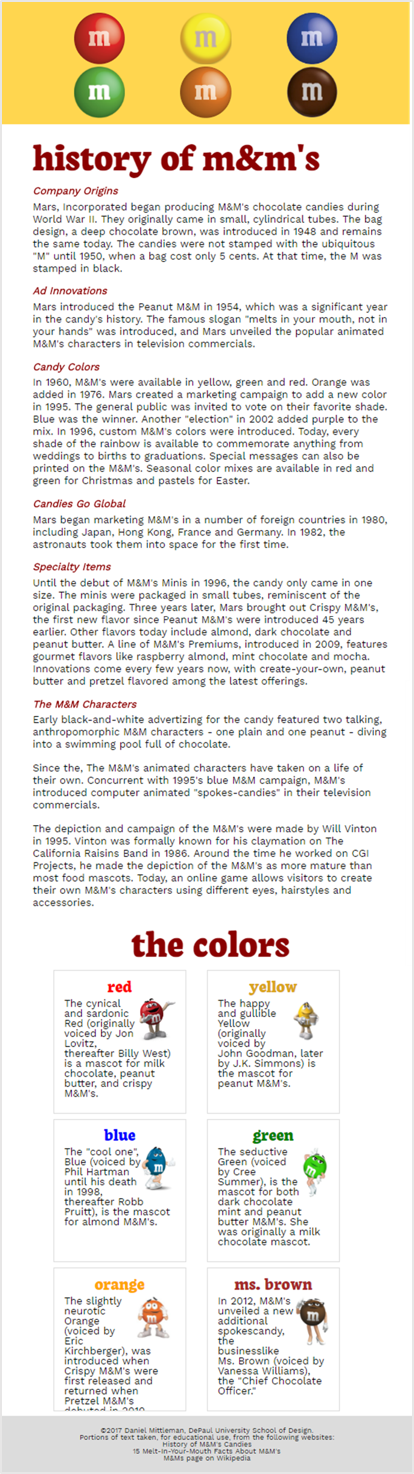 m m m
m m m
history of m&m's
Company Origins
Mars, Incorporated began producing M&M's chocolate candies during
World War II. They originally came in small, cylindrical tubes. The bag
design, a deep chocolate brown, was introduced in 1948 and remains
the same today. The candies were not stamped with the ubiquitous
"M" until 1950, when a bag cost only 5 cents. At that time, the M was
stamped in black.
Ad Innovations
Mars introduced the Peanut M&M in 1954, which was a significant year
in the candy's history. The famous slogan "melts in your mouth, not in
your hands" was introduced, and Mars unveiled the popular animated
M&M's characters in television commercials.
Candy Colors
In 1960, M&M's were available in yellow, green and red. Orange was
added in 1976. Mars created a marketing campaign to add a new color
in 1995. The general public was invited to vote on their favorite shade.
Blue was the winner. Another "election" in 2002 added purple to the
mix. In 1996, custom M&M's colors were introduced. Today, every
shade of the rainbow is available to commemorate anything from
weddings to births to graduations. Special messages can also be
printed on the M&M's. Seasonal color mixes are available in red and
green for Christmas and pastels for Easter.
Candies Go Global
Mars began marketing M&M's in a number of foreign countries in 1980,
including Japan, Hong Kong, France and Germany. In 1982, the
astronauts took them into space for the first time.
Specialty Items
Until the debut of M&M's Minis in 1996, the candy only came in one
size. The minis were packaged in small tubes, reminiscent of the
original packaging. Three years later, Mars brought out Crispy M&M's,
the first new flavor since Peanut M&M's were introduced 45 years
earlier. Other flavors today include almond, dark chocolate and
peanut butter. A line of M&M's Premiums, introduced in 2009, features
gourmet flavors like raspberry almond, mint chocolate and mocha.
Innovations come every few years now, with create-your-own, peanut
butter and pretzel flavored among the latest offerings.
The M&M Characters
Early black-and-white advertizing for the candy featured two talking,
anthropomorphic M&M characters - one plain and one peanut - diving
into a swimming pool full of chocolate.
Since the, The M&M's animated characters have taken on a life of
their own. Concurrent with 1995's blue M&M campaign, M&M's
introduced computer animated "spokes-candies" in their television
commercials.
The depiction and campaign of the M&M's were made by Will Vinton
in 1995. Vinton was formally known for his claymation on The
California Raisins Band in 1986. Around the time he worked on CGI
Projects, he made the depiction of the M&M's as more mature than
most food mascots. Today, an online game allows visitors to create
their own M&M's characters using different eyes, hairstyles and
accessories.
the colors
red
The cynical
and sardonic
Red (originally
voiced by Jon
Lovitz,
thereafter Billy West)
is a mascot for milk
chocolate, peanut
butter, and crispy
M&M's.
yellow
The happy
and gullible
Yellow
(originally
voiced by
John Goodman, later
by J.K. Simmons) is
the mascot for
peanut M&M's.
blue
The "cool one",
Blue (voiced by
Phil Hartman
until his death
in 1998,
thereafter Robb
Pruitt), is the mascot
for almond M&M's.
green
The seductive
Green (voiced
by Cree
Summer), is the
mascot for both
dark chocolate
mint and peanut
butter M&M's. She
was originally a milk
chocolate mascot.
orange
The slightly
neurotic
Orange
(voiced by
Eric
Kirchberger), was
introduced when
Crispy M&M's were
first released and
returned when
Pretzel M&M's
debuted in 2010
ms. brown
In 2012, M&M's
unveiled a new
additional
spokescandy,
the
businesslike
Ms. Brown (voiced by
Vanessa Williams),
the "Chief Chocolate
Officer."
©2017 Daniel Mittleman, DePaul University School of Design.
Portions of text taken, for educational use, from the following websites:
History of M&M's Candies
15 Melt-in-Your-Mouth Facts About M&M's
M&Ms page on Wikipedia